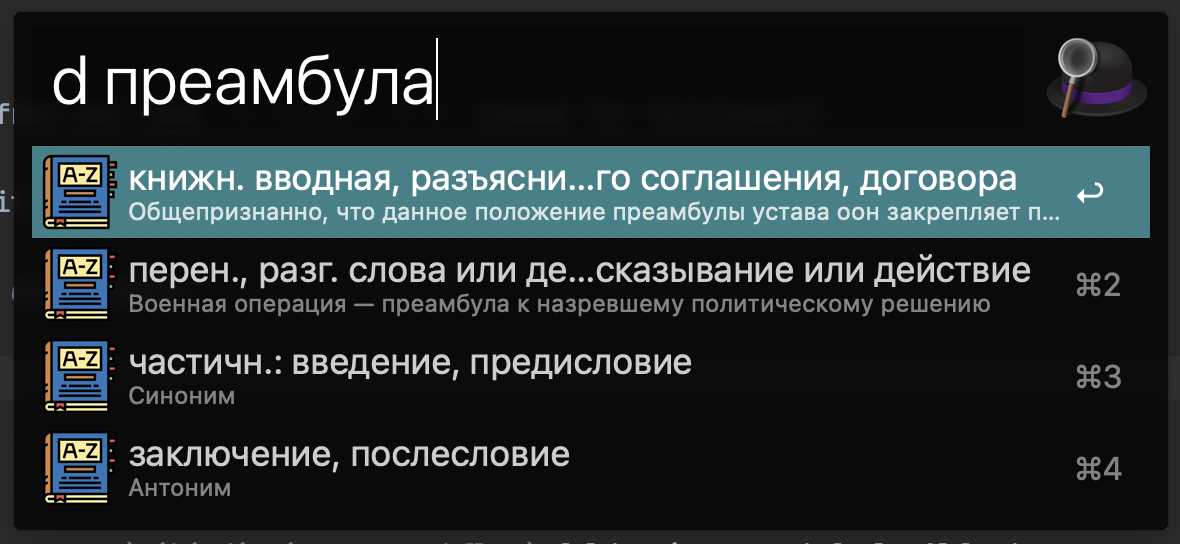 d преамбула
A-Z
книжн. вводная, разъясни...го соглашения, договора
Общепризнанно, что данное положение преамбулы устава оон закрепляет п...
A-Z
перен., разг. слова или де...сказывание или действие
⌘2
Военная операция — преамбула к назревшему политическому решению
A-Z
частичн.: введение, предисловие
⌘3
Синоним
A-Z
заключение, послесловие
⌘4
Антоним